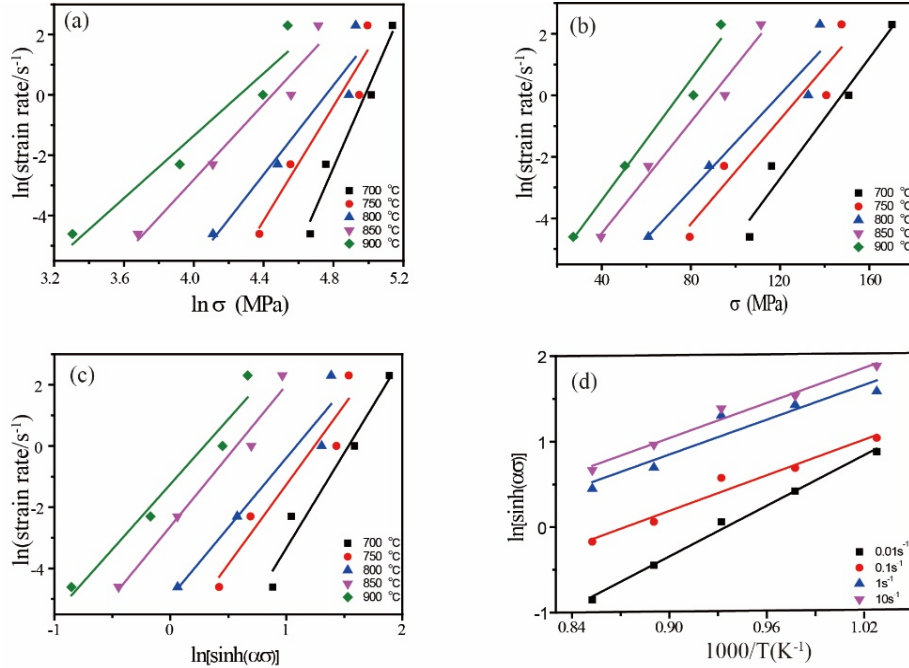 (a)
ln(strain rate/s-1)
2
0
-2
-4
700 °C
750 °C
800 °C
850 °C
900 °C
3.2 3.6 4.0 4.4 4.8 5.2
ln σ (MPa)
(b)
ln(strain rate/s-1)
2
0
-2
-4
700 °C
750 °C
800 °C
850 °C
900 °C
40 80 120 160
σ (MPa)
(c)
ln(strain rate/s-1)
2
0
-2
-4
700 °C
750 °C
800 °C
850 °C
900 °C
-1 0 1 2
ln[sinh(ασ)]
(d)
ln[sinh(ασ)]
2
1
0
-1
0.01s-1
0.1s-1
1s-1
10s-1
0.84 0.90 0.96 1.02
1000/T(K-1)